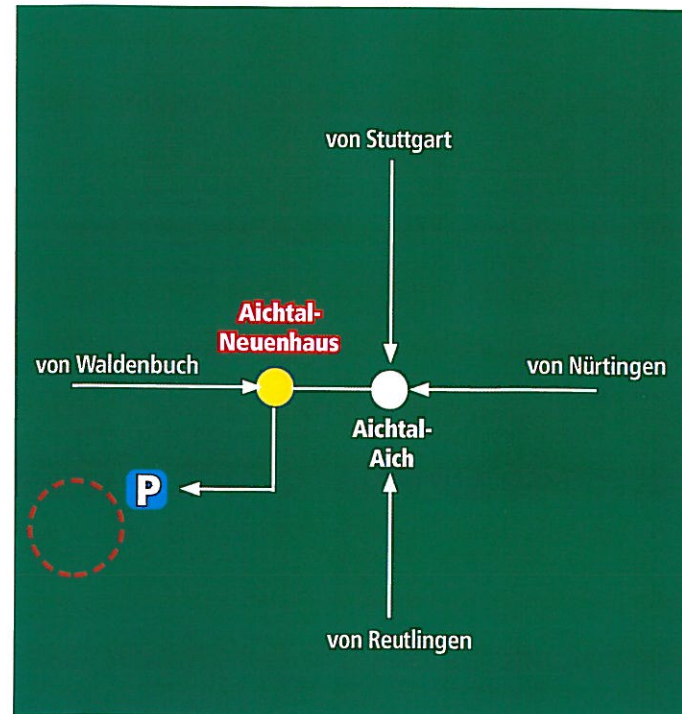 von Stuttgart
Aichtal-
Neuenhaus
von Waldenbuch
von Nürtingen
Aichtal-
Aich
P
von Reutlingen